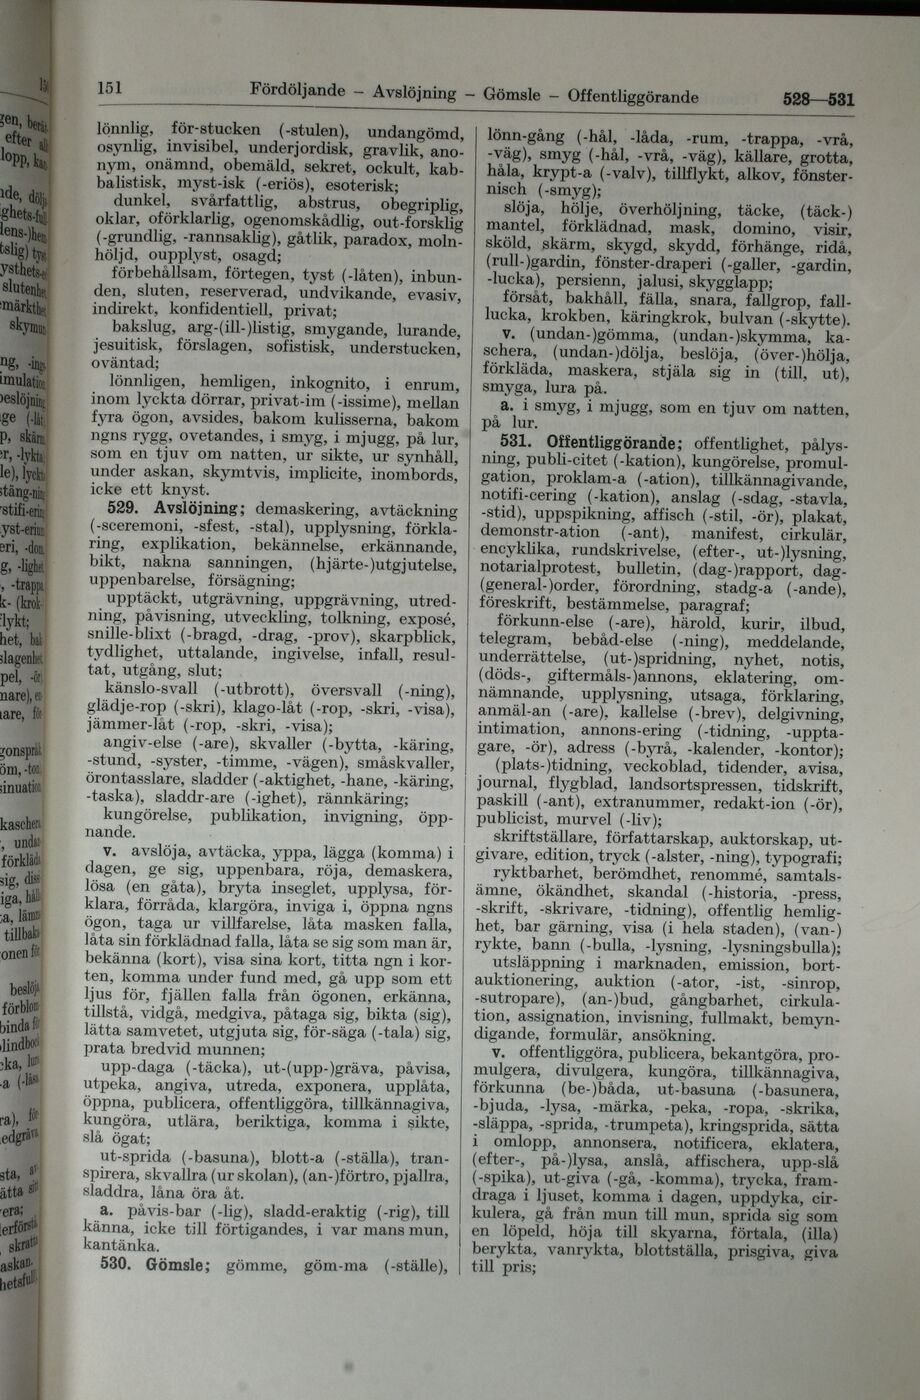 151 Fördöljande – Avslöjning – Gömsle – Offentliggörande 528—531
lönnlig, för-stucken (-stulen), undangömd,
osynlig, invisibel, underjordisk, gravlik, ano-
nym, onämnd, obemäld, sekret, ockult, kab-
balistisk, myst-isk (-eriös), esoterisk;
dunkel, svårfattlig, abstrus, obegriplig,
oklar, oförklarlig, ogenomskådlig, out-forsklig
(-grundlig, -rannsaklig), gåtlik, paradox, moln-
höljd, oupplyst, osagd;
förbehållsam, förtegen, tyst (-låten), inbun-
den, sluten, reserverad, undvikande, evasiv,
indirekt, konfidentiell, privat;
bakslug, arg-(ill-)listig, smygande, lurande,
jesuitisk, förslagen, sofistisk, understucken,
oväntad;
lönnligen, hemligen, inkognito, i enrum,
inom lyckta dörrar, privat-im (-issime), mellan
fyra ögon, avsides, bakom kulisserna, bakom
ngns rygg, ovetandes, i smyg, i mjugg, på lur,
som en tjuv om natten, ur sikte, ur synhåll,
under askan, skymtvis, implicite, inombords,
icke ett knyst.
529. Avslöjning; demaskering, avtäckning
(-sceremoni, -sfest, -stal), upplysning, förkla-
ring, explikation, bekännelse, erkännande,
bikt, nakna sanningen, (hjärte-)utgjutelse,
uppenbarelse, försägning;
upptäckt, utgrävning, uppgrävning, utred-
ning, påvisning, utveckling, tolkning, exposé,
snille-blixt (-bragd, -drag, -prov), skarpblick,
tydlighet, uttalande, ingivelse, infall, resul-
tat, utgång, slut;
känslo-svall (-utbrott), översvall (-ning),
glädje-rop (-skri), klago-låt (-rop, -skri, -visa),
jämmer-låt (-rop, -skri, -visa);
angiv-else (-are), skvaller (-bytta, -käring,
-stund, -syster, -timme, -vägen), småskvaller,
örontasslare, sladder (-aktighet, -hane, -käring,
-taska), sladdr-are (-ighet), rännkäring;
kungörelse, publikation, invigning, öpp-
nande.
v. avslöja, avtäcka, yppa, lägga (komma) i
dagen, ge sig, uppenbara, röja, demaskera,
lösa (en gåta), bryta inseglet, upplysa, för-
klara, förråda, klargöra, inviga i, öppna ngns
ögon, taga ur villfarelse, låta masken falla,
låta sin förklädnad falla, låta se sig som man är,
bekänna (kort), visa sina kort, titta ngn i kor-
ten, komma under fund med, gå upp som ett
ljus för, fjällen falla från ögonen, erkänna,
tillstå, vidgå, medgiva, påtaga sig, bikta (sig),
lätta samvetet, utgjuta sig, för-säga (-tala) sig,
prata bredvid munnen;
upp-daga (-täcka), ut-(upp-)gräva, påvisa,
utpeka, angiva, utreda, exponera, upplåta,
öppna, publicera, offentliggöra, tillkännagiva,
kungöra, utlära, beriktiga, komma i sikte,
slå ögat;
ut-sprida (-basuna), blott-a (-ställa), tran-
spirera, skvallra (ur skolan), (an-)förtro, pjallra,
sladdra, låna öra åt.
a. påvis-bar (-lig), sladd-eraktig (-rig), till
känna, icke till förtigandes, i var mans mun,
kantänka.
530. Gömsle; gömme, göm-ma (-ställe),
lönn-gång (-hål, -låda, -rum, -trappa, -vrå,
-väg), smyg (-hål, -vrå, -väg), källare, grotta,
håla, krypt-a (-valv), tillflykt, alkov, fönster-
nisch (-smyg);
slöja, hölje, överhöljning, täcke, (täck-)
mantel, förklädnad, mask, domino, visir,
sköld, skärm, skygd, skydd, förhänge, ridå,
(rull-)gardin, fönster-draperi (-galler, -gardin,
-lucka), persienn, jalusi, skygglapp;
försåt, bakhåll, fälla, snara, fallgrop, fall-
lucka, krokben, käringkrok, bulvan (-skytte).
v. (undan-)gömma, (undan-)skymma, ka-
schera, (undan-)dölja, beslöja, (över-)hölja,
förkläda, maskera, stjäla sig in (till, ut),
smyga, lura på.
a. i smyg, i mjugg, som en tjuv om natten,
på lur.
531. Offentliggörande; offentlighet, pålys-
ning, publi-citet (-kation), kungörelse, promul-
gation, proklam-a (-ation), tillkännagivande,
notifi-cering (-kation), anslag (-sdag, -stavla,
-stid), uppspikning, affisch (-stil, -ör), plakat,
demonstr-ation (-ant), manifest, cirkulär,
encyklika, rundskrivelse, (efter-, ut-)lysning,
notarialprotest, bulletin, (dag-)rapport, dag-
(general-)order, förordning, stadg-a (-ande),
föreskrift, bestämmelse, paragraf;
förkunn-else (-are), härold, kurir, ilbud,
telegram, bebåd-else (-ning), meddelande,
underrättelse, (ut-)spridning, nyhet, notis,
(döds-, giftermåls-)annons, eklatering, om-
nämnande, upplysning, utsaga, förklaring,
anmäl-an (-are), kallelse (-brev), delgivning,
intimation, annons-ering (-tidning, -uppta-
gare, -ör), adress (-byrå, -kalender, -kontor);
(plats-)tidning, veckoblad, tidender, avisa,
journal, flygblad, landsortspressen, tidskrift,
paskill (-ant), extranummer, redakt-ion (-ör),
publicist, murvel (-liv);
skriftställare, författarskap, auktorskap, ut-
givare, edition, tryck (-alster, -ning), typografi;
ryktbarhet, berömdhet, renommé, samtals-
ämne, ökändhet, skandal (-historia, -press,
-skrift, -skrivare, -tidning), offentlig hemlig-
het, bar gärning, visa (i hela staden), (van-)
rykte, bann (-bulla, -lysning, -lysningsbulla);
utsläppning i marknaden, emission, bort-
auktionering, auktion (-ator, -ist, -sinrop,
-sutropare), (an-)bud, gångbarhet, cirkula-
tion, assignation, invisning, fullmakt, bemyn-
digande, formulär, ansökning.
v. offentliggöra, publicera, bekantgöra, pro-
mulgera, divulgera, kungöra, tillkännagiva,
förkunna (be-)båda, ut-basuna (-basunera,
-bjuda, -lysa, -märka, -peka, -ropa, -skrika,
-släppa, -sprida, -trumpeta), kringsprida, sätta
i omlopp, annonsera, notificera, eklatera,
(efter-, på-)lysa, anslå, affischera, upp-slå
(-spika), ut-giva (-gå, -komma), trycka, fram-
draga i ljuset, komma i dagen, uppdyka, cir-
kulera, gå från mun till mun, sprida sig som
en löpeld, höja till skyarna, förtala, (illa)
berykta, vanrykta, blottställa, prisgiva, giva
till pris;